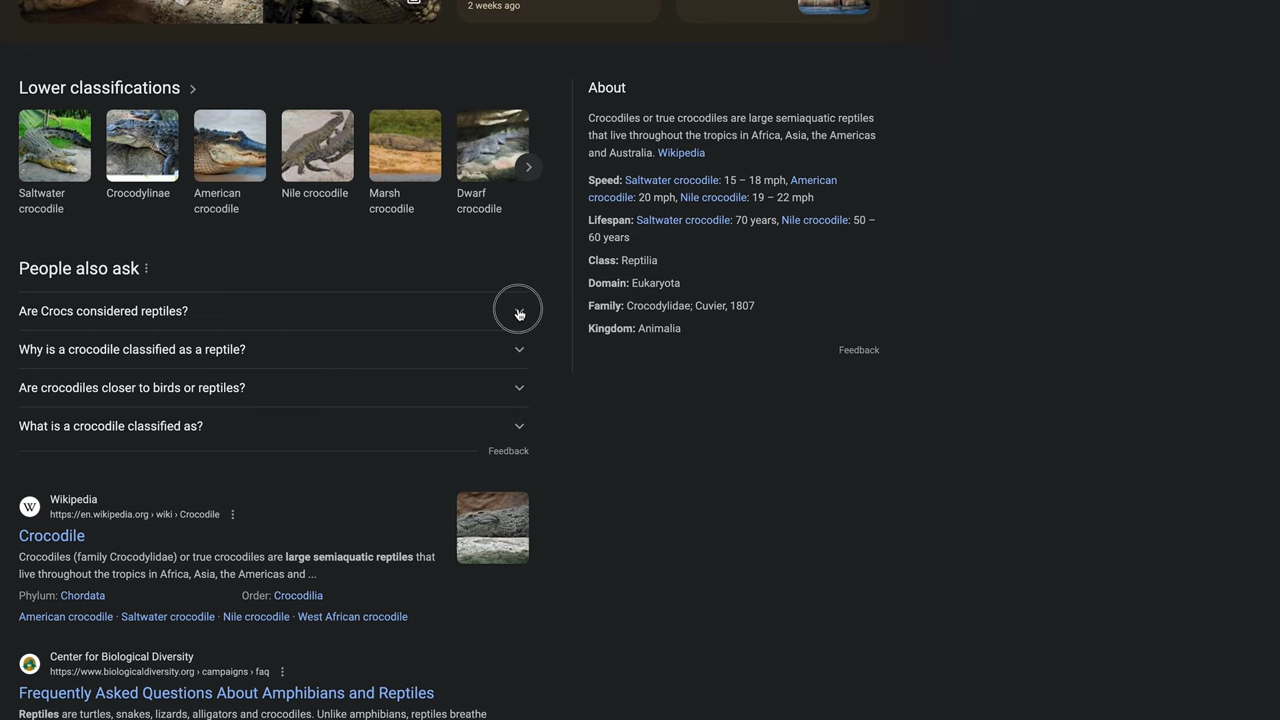 2 weeks ago
Lower classifications
Saltwater
crocodile
Crocodylinae
American
crocodile
Nile crocodile
Marsh
crocodile
Dwarf
crocodile
People also ask
Are Crocs considered reptiles?
Why is a crocodile classified as a reptile?
Are crocodiles closer to birds or reptiles?
What is a crocodile classified as?
Feedback
W
Wikipedia
https://en.wikipedia.org › wiki › Crocodile
Crocodile
Crocodiles (family Crocodylidae) or true crocodiles are large semiaquatic reptiles that
live throughout the tropics in Africa, Asia, the Americas and ...
Phylum: Chordata
Order: Crocodilia
American crocodile · Saltwater crocodile · Nile crocodile · West African crocodile
Center for Biological Diversity
https://www.biologicaldiversity.org › campaigns › faq
Frequently Asked Questions About Amphibians and Reptiles
Reptiles are turtles, snakes, lizards, alligators and crocodiles. Unlike amphibians, reptiles breathe
About
Crocodiles or true crocodiles are large semiaquatic reptiles
that live throughout the tropics in Africa, Asia, the Americas
and Australia. Wikipedia
Speed: Saltwater crocodile: 15 – 18 mph, American
crocodile: 20 mph, Nile crocodile: 19 – 22 mph
Lifespan: Saltwater crocodile: 70 years, Nile crocodile: 50 –
60 years
Class: Reptilia
Domain: Eukaryota
Family: Crocodylidae; Cuvier, 1807
Kingdom: Animalia
Feedback